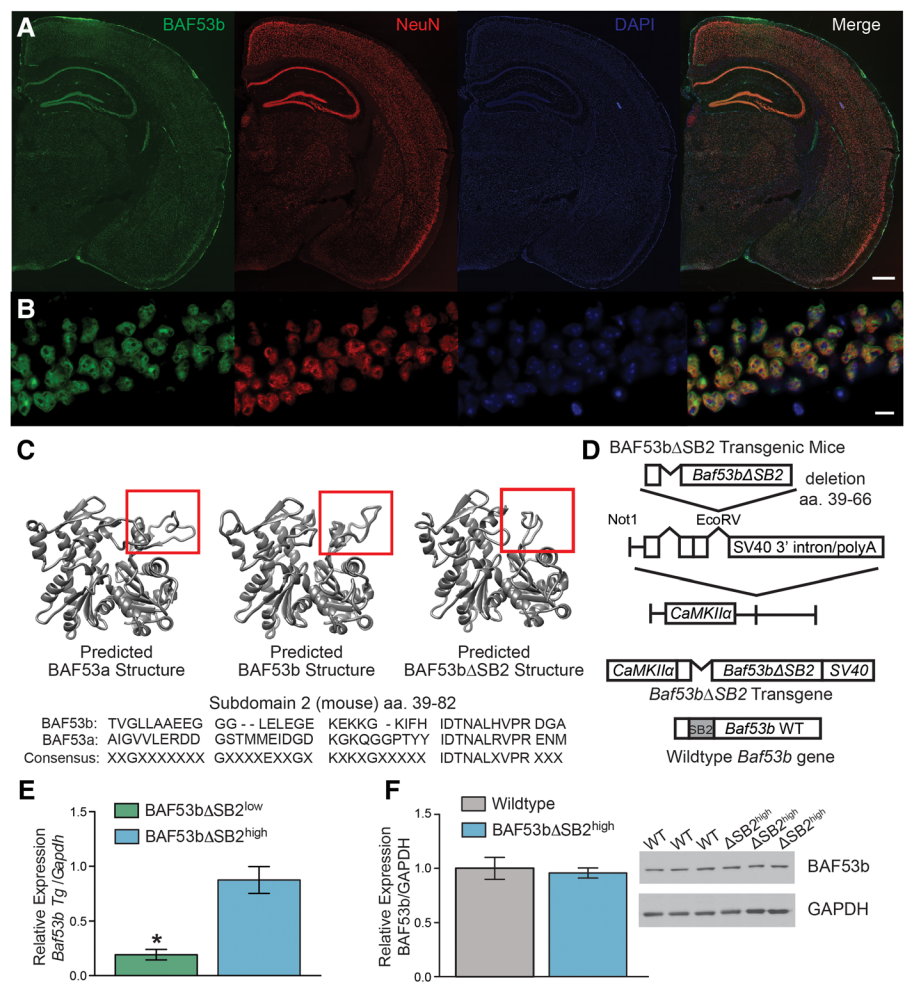 A BAF53b NeuN DAPI Merge
B
C
Predicted
BAF53a Structure
Predicted
BAF53b Structure
Predicted
BAF53bΔSB2 Structure
Subdomain 2 (mouse) aa. 39-82
BAF53b: TVGLLAAEEG GG--LELEGE KEKKG-KIFH IDTNALHVPR DGA
BAF53a: AIGVVLERDD GSTMMEIDGD KGKQGGPTYY IDTNALRVPR ENM
Consensus: XXGXXXXXXX GXXXXEXXGX KXKXGXXXXX IDTNALXVPR XXX
D
BAF53bΔSB2 Transgenic Mice
Baf53bΔSB2
deletion
aa. 39-66
Not1 EcoRV
SV40 3' intron/polyA
CaMKIIα
CaMKIIα Baf53bΔSB2 SV40
Baf53bΔSB2 Transgene
SB2 Baf53b WT
Wildtype Baf53b gene
E
BAF53bΔSB2low
BAF53bΔSB2high
Relative Expression
Baf53b Tg /Gapdh
1.5
1.0
0.5
0.0
*
F
Wildtype
BAF53bΔSB2high
Relative Expression
BAF53b/GAPDH
1.5
1.0
0.5
0.0
WT WT WT ΔSB2high ΔSB2high ΔSB2high
BAF53b
GAPDH